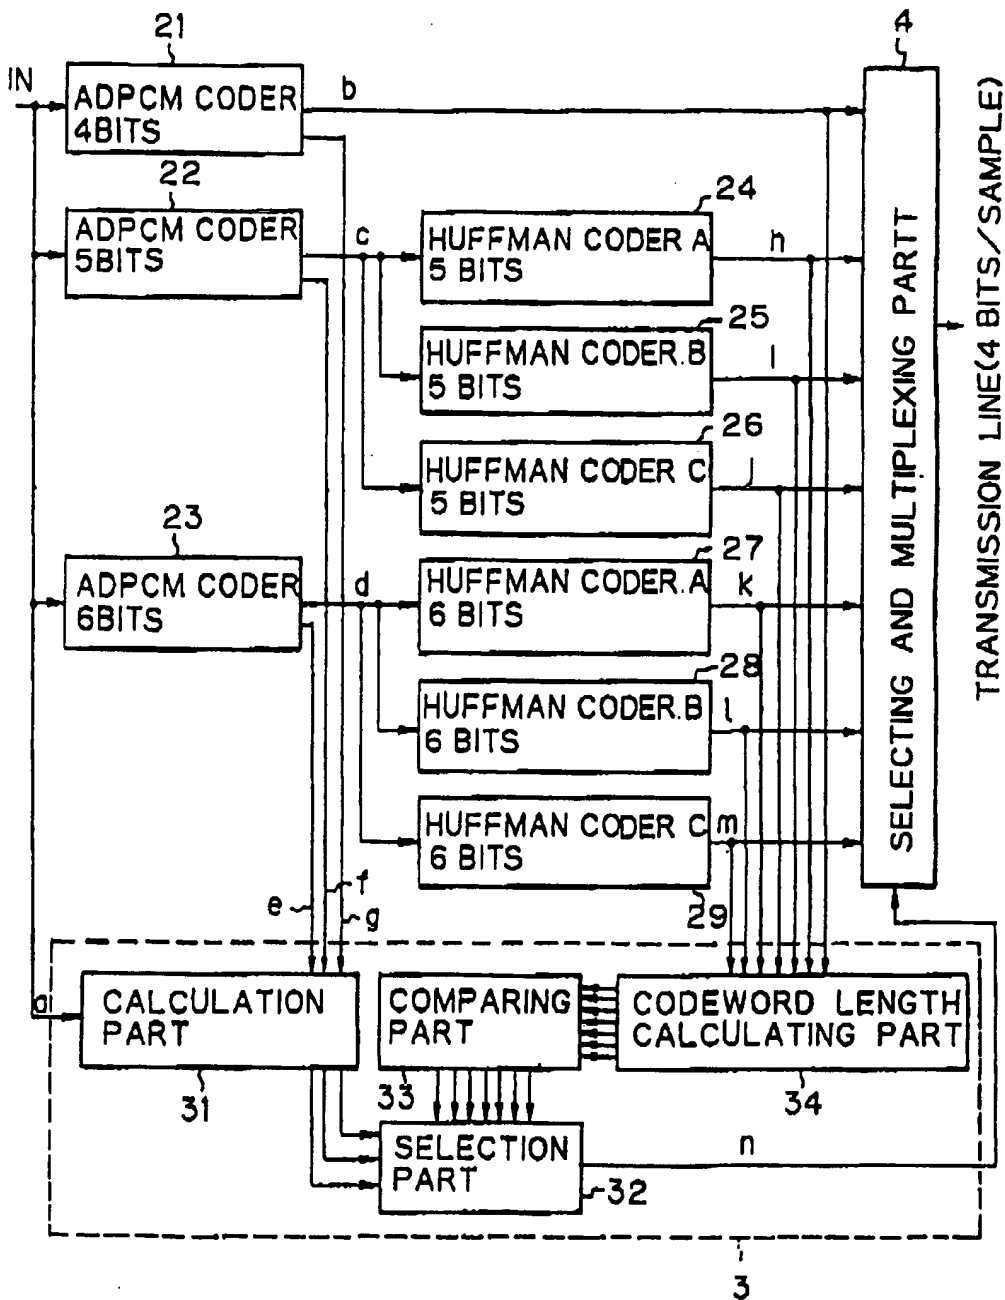 21
4
IN
ADPCM CODER
4BITS
b
22
ADPCM CODER
5BITS
c
24
HUFFMAN CODER A
5 BITS
h
25
HUFFMAN CODER.B
5 BITS
i
26
HUFFMAN CODER C
5 BITS
j
23
ADPCM CODER
6BITS
d
27
HUFFMAN CODER.A
6 BITS
k
28
HUFFMAN CODER.B
6 BITS
l
HUFFMAN CODER C
6 BITS
m
29
SELECTING AND MULTIPLEXING PARTT
TRANSMISSION LINE(4 BITS/SAMPLE)
e
f
g
a
CALCULATION
PART
31
COMPARING
PART
33
CODEWORD LENGTH
CALCULATING PART
34
SELECTION
PART
32
n
3